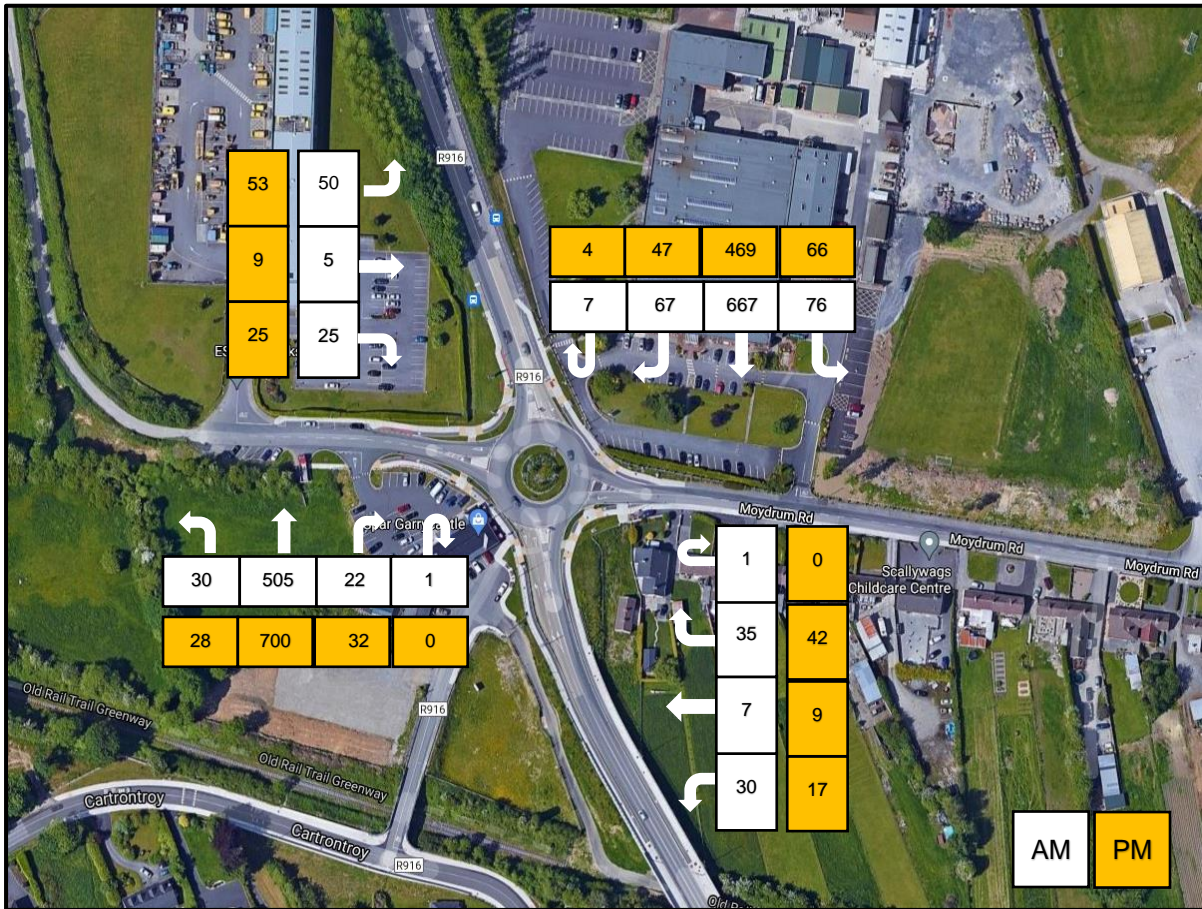 R916
53 50
9 5
25 25
4 47 469 66
7 67 667 76
R916
Moydrum Rd
Moydrum Rd
Moydrum Rd
Scallywags
Childcare Centre
30 505 22 1
28 700 32 0
1 0
35 42
7 9
30 17
Old Rail Trail Greenway
Old Rail Trail Greenway
R916
Cartrontroy
Cartrontroy
R916
AM PM